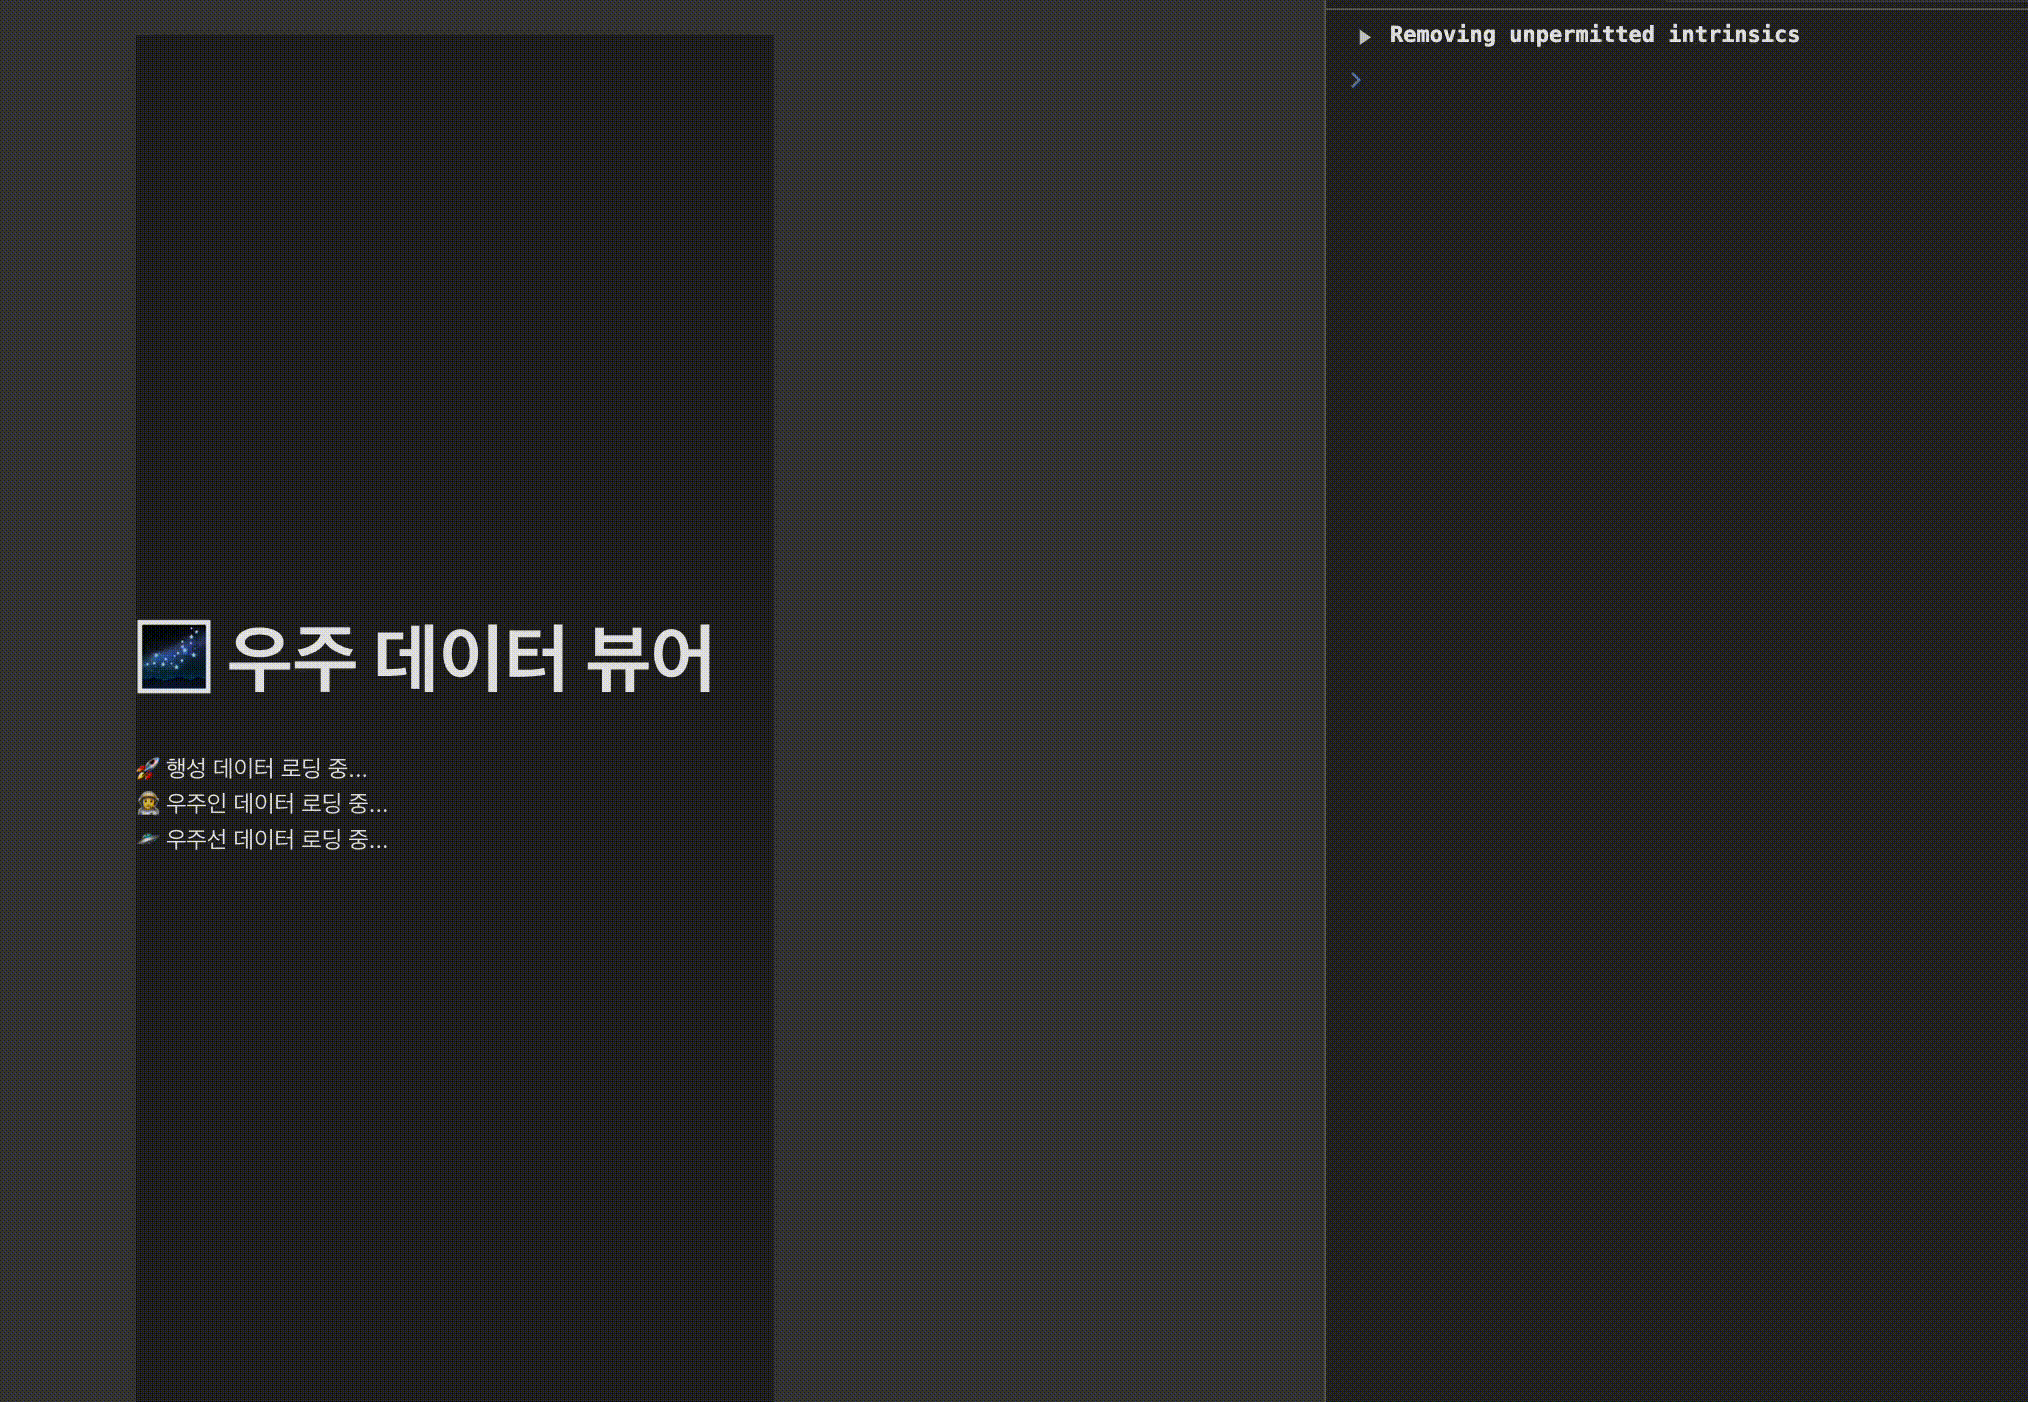 🌌 우주 데이터 뷰어
🚀 행성 데이터 로딩 중...
👩‍🚀 우주인 데이터 로딩 중...
🛸 우주선 데이터 로딩 중...
Removing unpermitted intrinsics